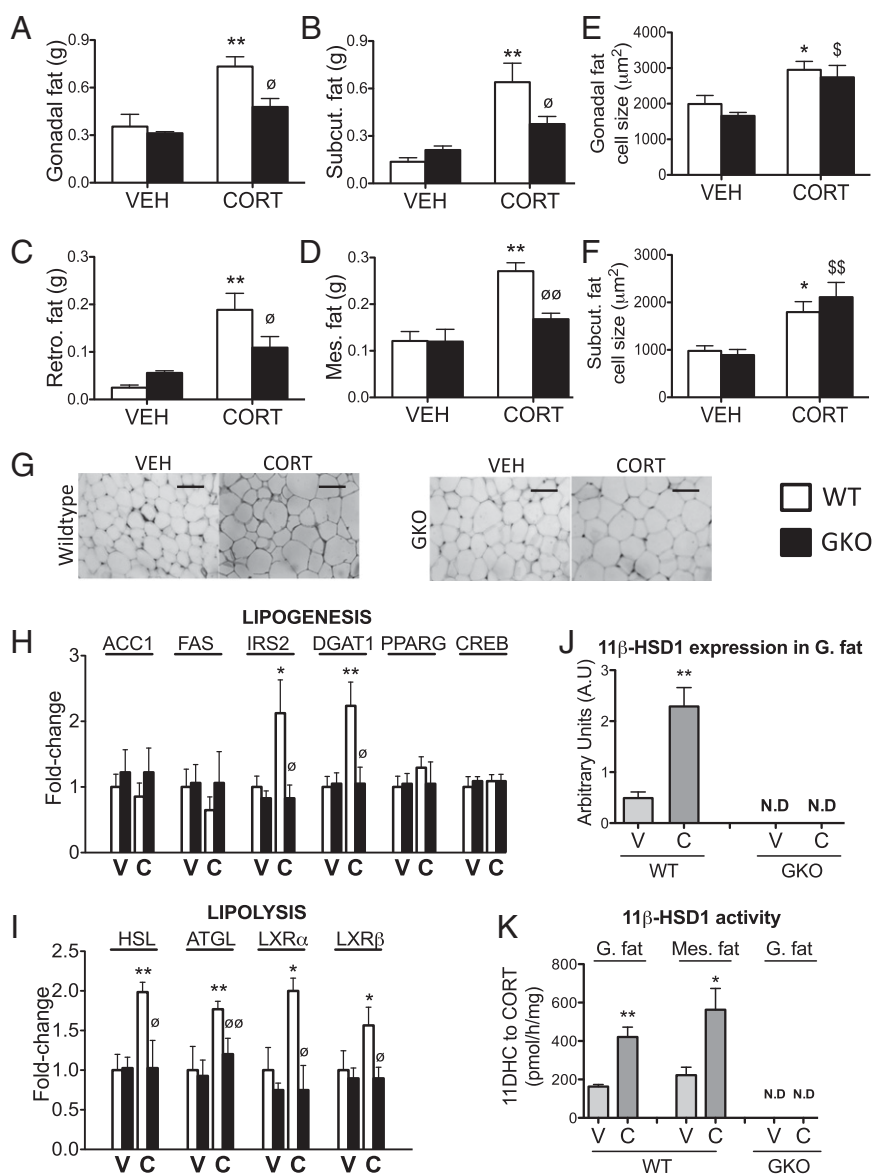 A
Gonadal fat (g)
0.9
0.6
0.3
0.0
**
ø
VEH CORT
B
Subcut. fat (g)
0.9
0.6
0.3
0.0
**
ø
VEH CORT
E
Gonadal fat
cell size (μm2)
4000
3000
2000
1000
0
* $
VEH CORT
C
Retro. fat (g)
0.3
0.2
0.1
0.0
**
ø
VEH CORT
D
Mes. fat (g)
0.3
0.2
0.1
0.0
**
øø
VEH CORT
F
Subcut. fat
cell size (μm2)
3000
2000
1000
0
* $$
VEH CORT
G
VEH CORT
Wildtype
VEH CORT
GKO
WT
GKO
H
LIPOGENESIS
ACC1 FAS IRS2 DGAT1 PPARG CREB
Fold-change
3
2
1
0
* ø ** ø
V C V C V C V C V C V C
J 11β-HSD1 expression in G. fat
Arbitrary Units (A.U)
3
2
1
0
**
N.D N.D
V C V C
WT GKO
I
LIPOLYSIS
HSL ATGL LXRα LXRβ
Fold-change
2.5
2.0
1.5
1.0
0.5
0.0
** ø ** øø * ø * ø
V C V C V C V C
K 11β-HSD1 activity
G. fat Mes. fat G. fat
11DHC to CORT
(pmol/h/mg)
800
600
400
200
0
** *
N.D N.D
V C V C V C
WT GKO